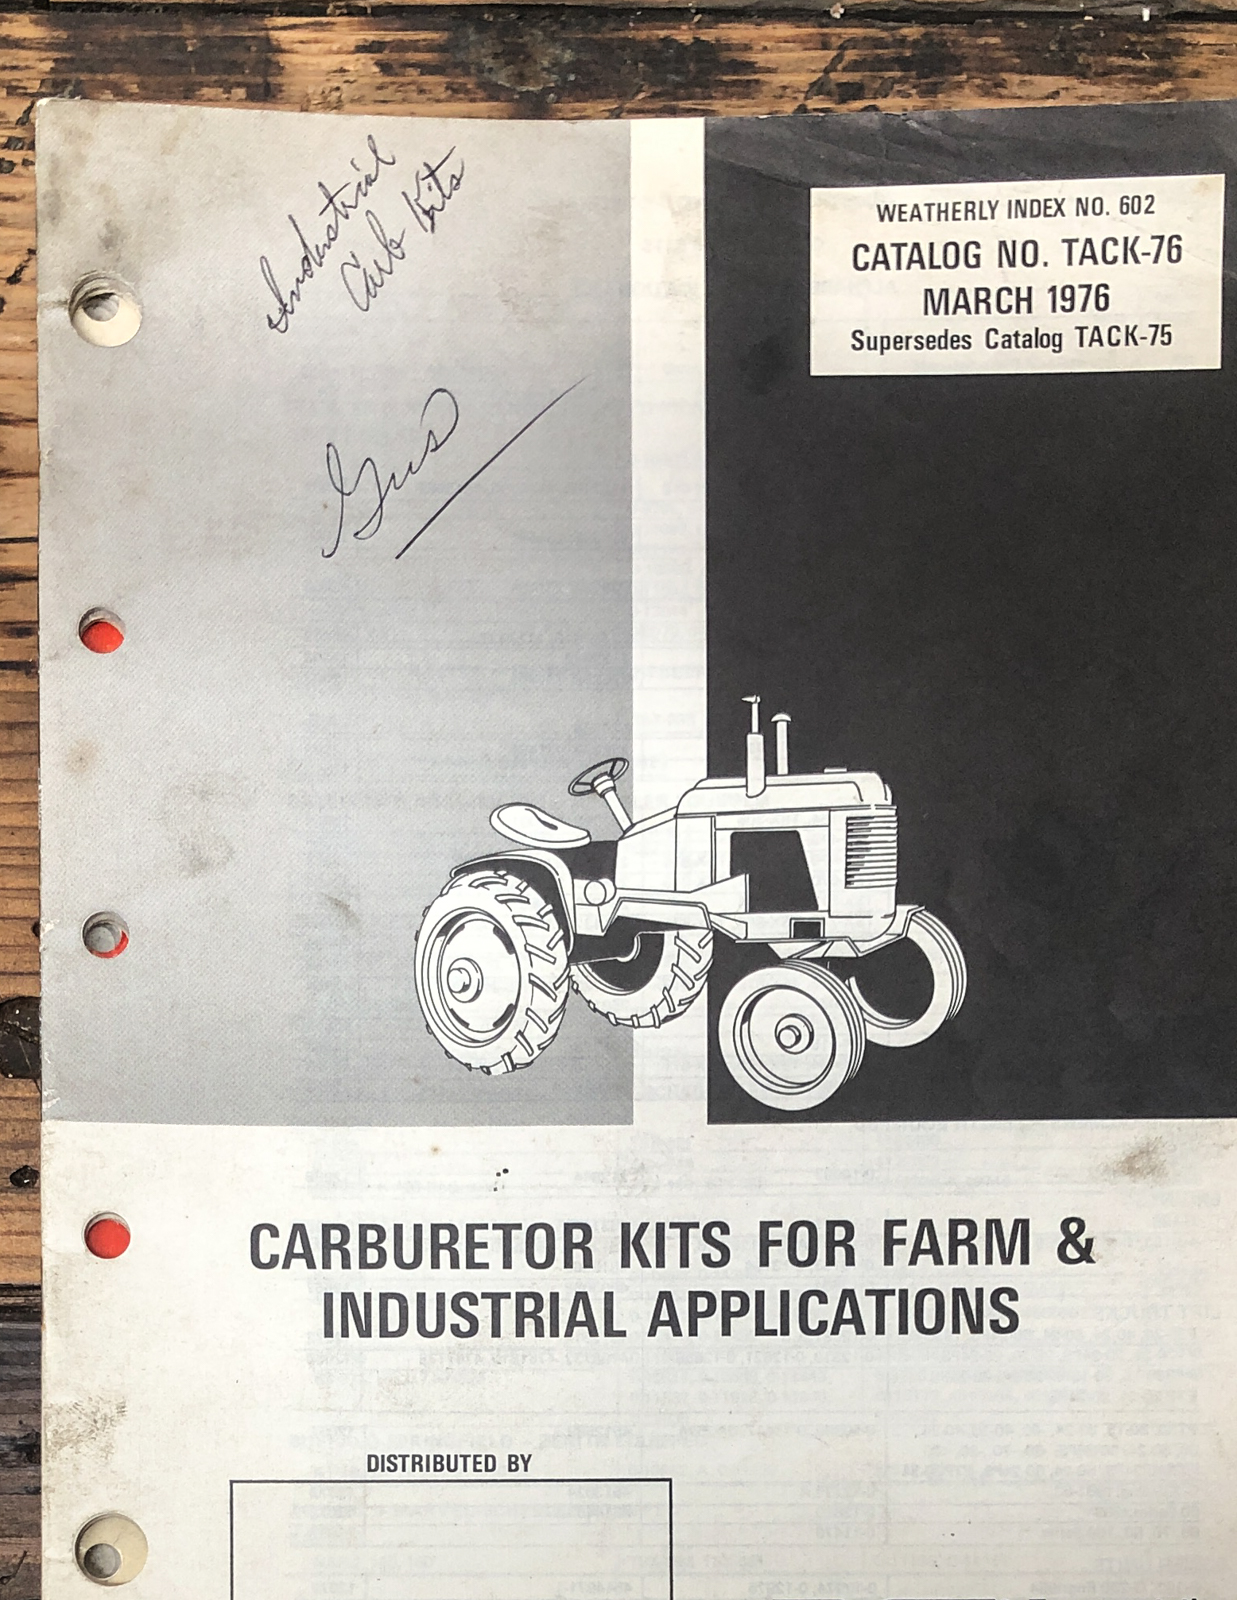 Industrial
Carb Kits
Gus
WEATHERLY INDEX NO. 602
CATALOG NO. TACK-76
MARCH 1976
Supersedes Catalog TACK-75
CARBURETOR KITS FOR FARM &
INDUSTRIAL APPLICATIONS
DISTRIBUTED BY